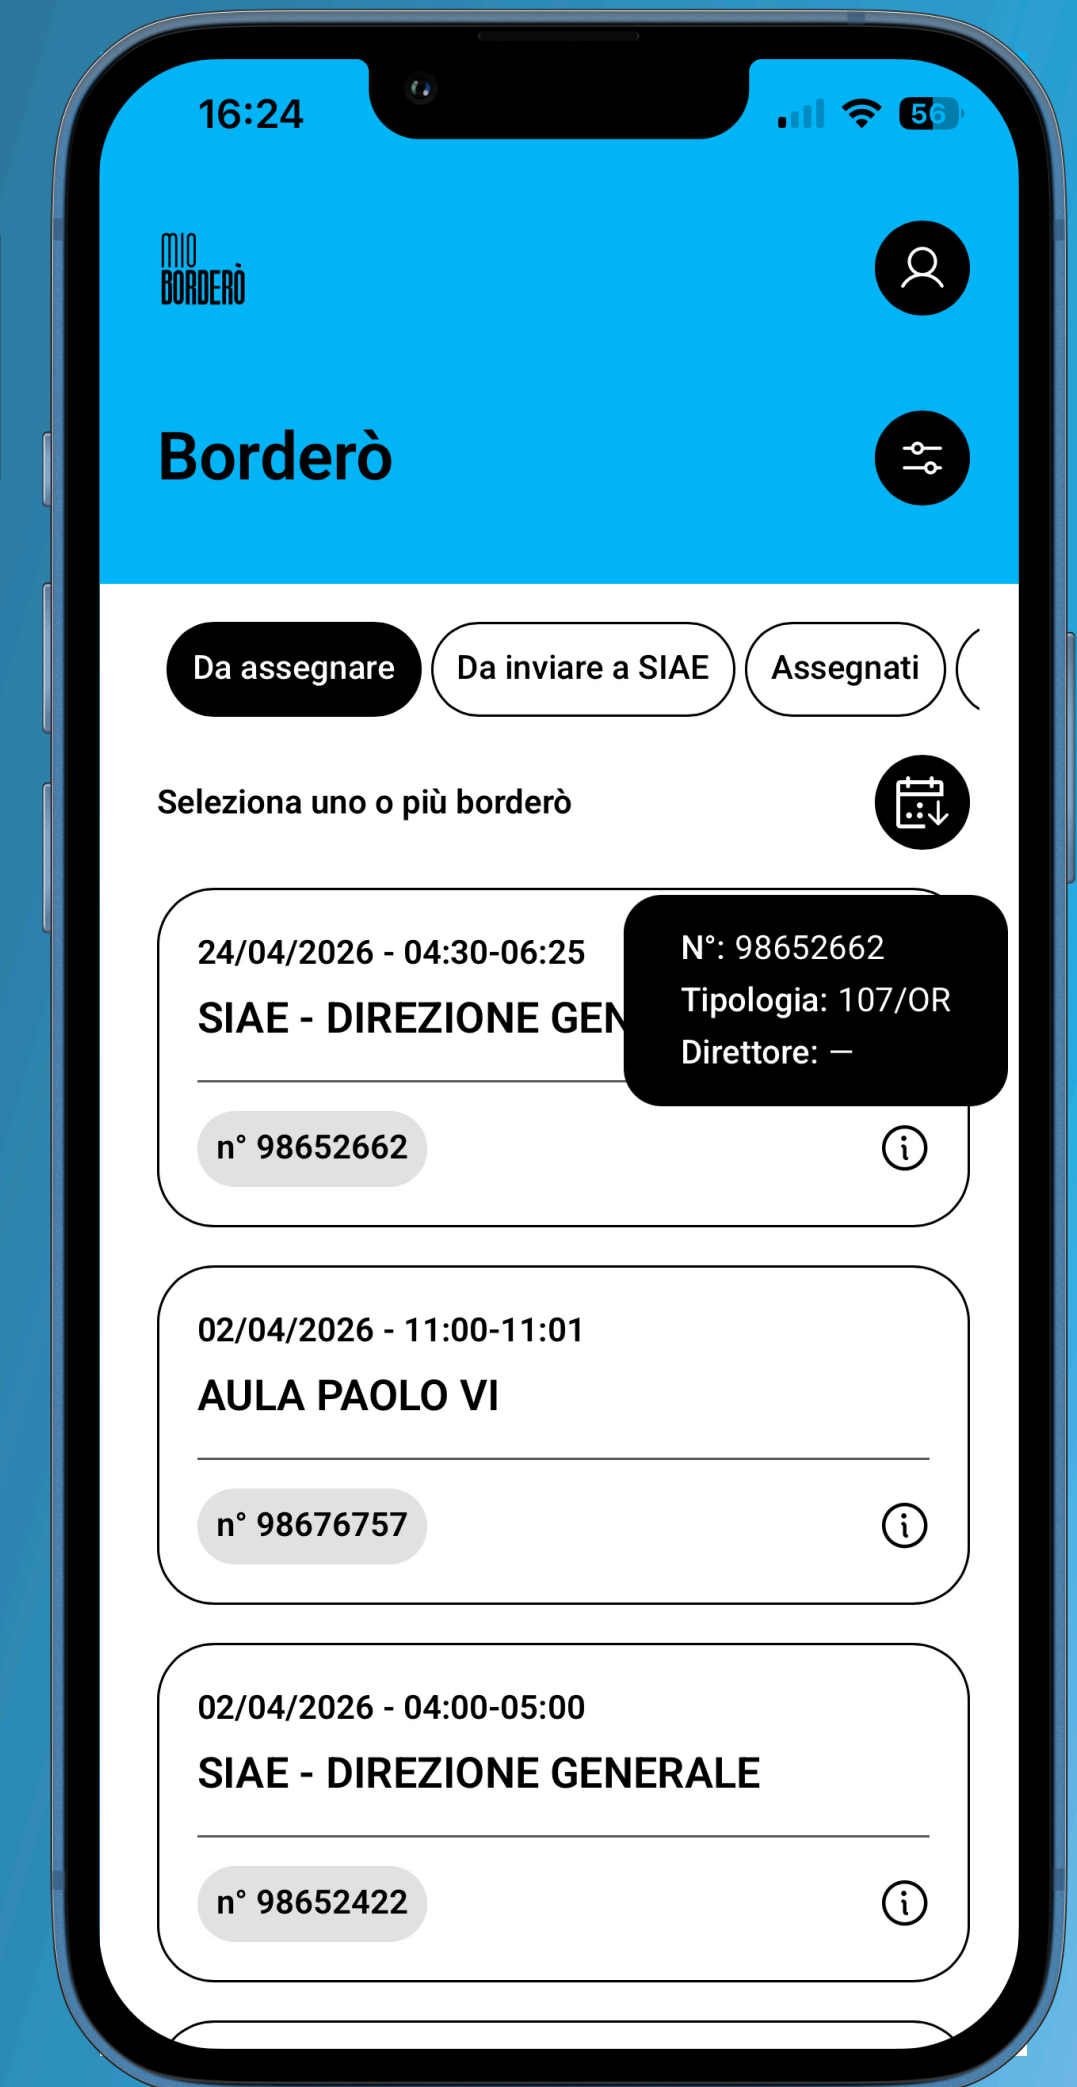 16:24
56
MIO
BORDERÒ
Borderò
Da assegnare
Da inviare a SIAE
Assegnati
Seleziona uno o più borderò
24/04/2026 - 04:30-06:25
SIAE - DIREZIONE GEN
N°: 98652662
Tipologia: 107/OR
Direttore: —
n° 98652662
02/04/2026 - 11:00-11:01
AULA PAOLO VI
n° 98676757
02/04/2026 - 04:00-05:00
SIAE - DIREZIONE GENERALE
n° 98652422